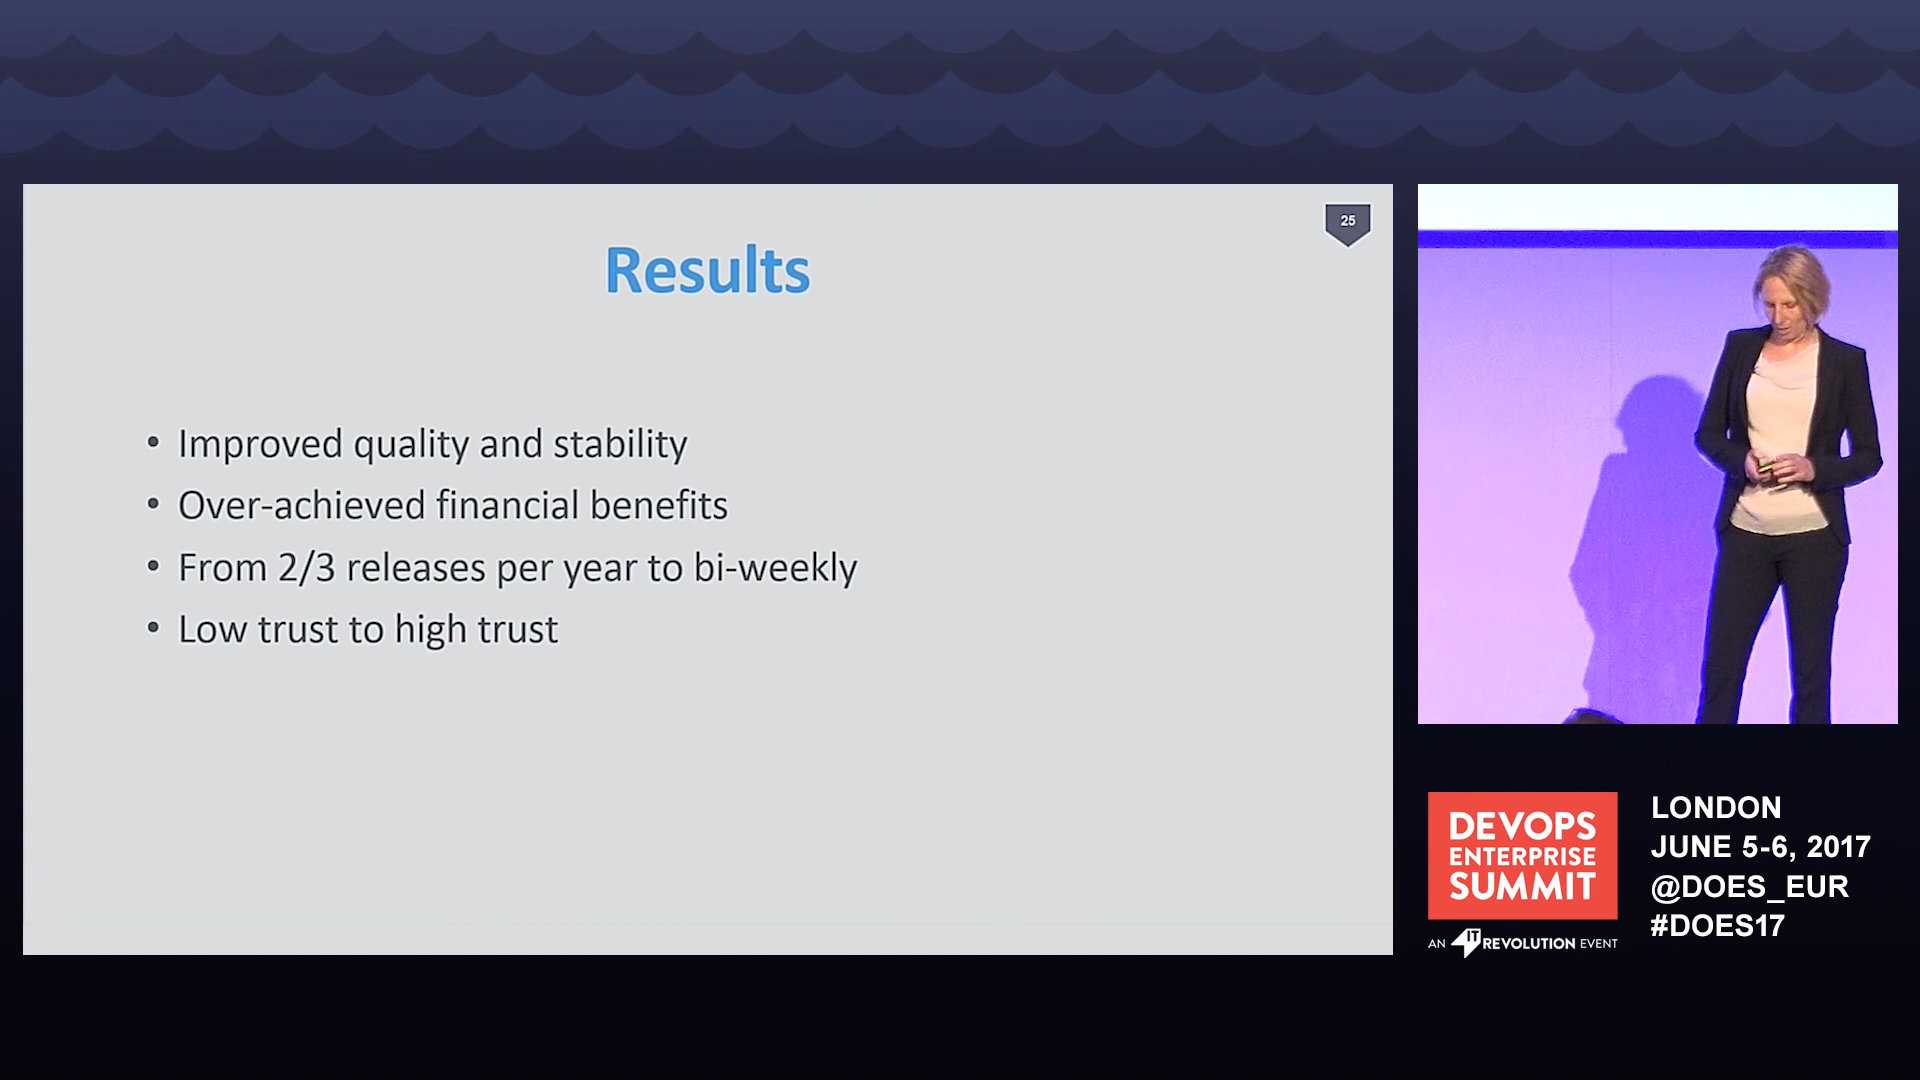 25
Results
• Improved quality and stability
• Over-achieved financial benefits
• From 2/3 releases per year to bi-weekly
• Low trust to high trust
DEVOPS
ENTERPRISE
SUMMIT
AN IT REVOLUTION EVENT
LONDON
JUNE 5-6, 2017
@DOES_EUR
#DOES17